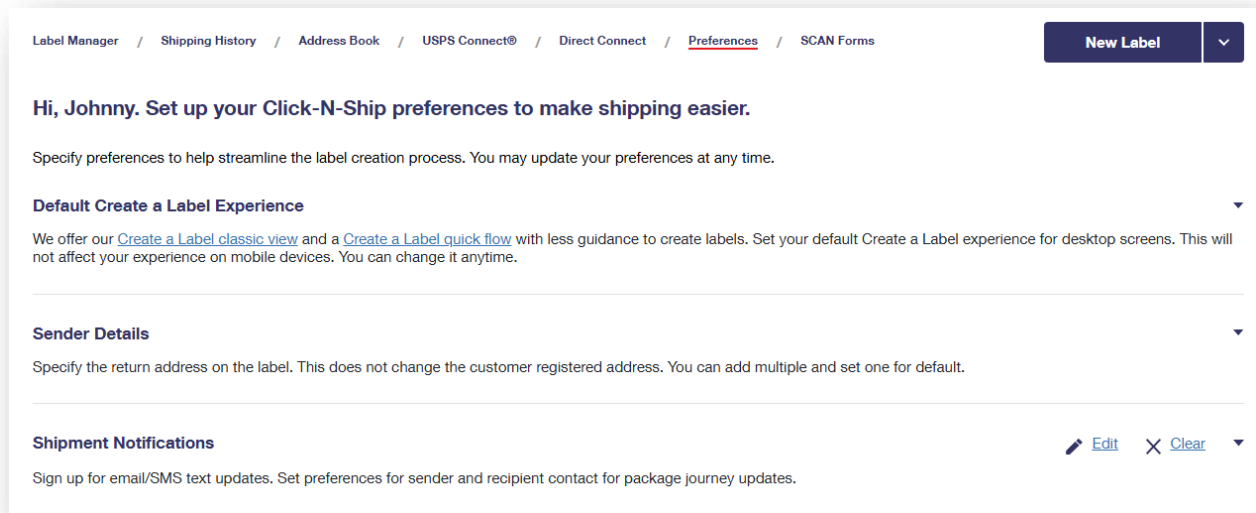 Label Manager / Shipping History / Address Book / USPS Connect® / Direct Connect / Preferences / SCAN Forms New Label
Hi, Johnny. Set up your Click-N-Ship preferences to make shipping easier.
Specify preferences to help streamline the label creation process. You may update your preferences at any time.
Default Create a Label Experience
We offer our Create a Label classic view and a Create a Label quick flow with less guidance to create labels. Set your default Create a Label experience for desktop screens. This will
not affect your experience on mobile devices. You can change it anytime.
Sender Details
Specify the return address on the label. This does not change the customer registered address. You can add multiple and set one for default.
Shipment Notifications Edit Clear
Sign up for email/SMS text updates. Set preferences for sender and recipient contact for package journey updates.